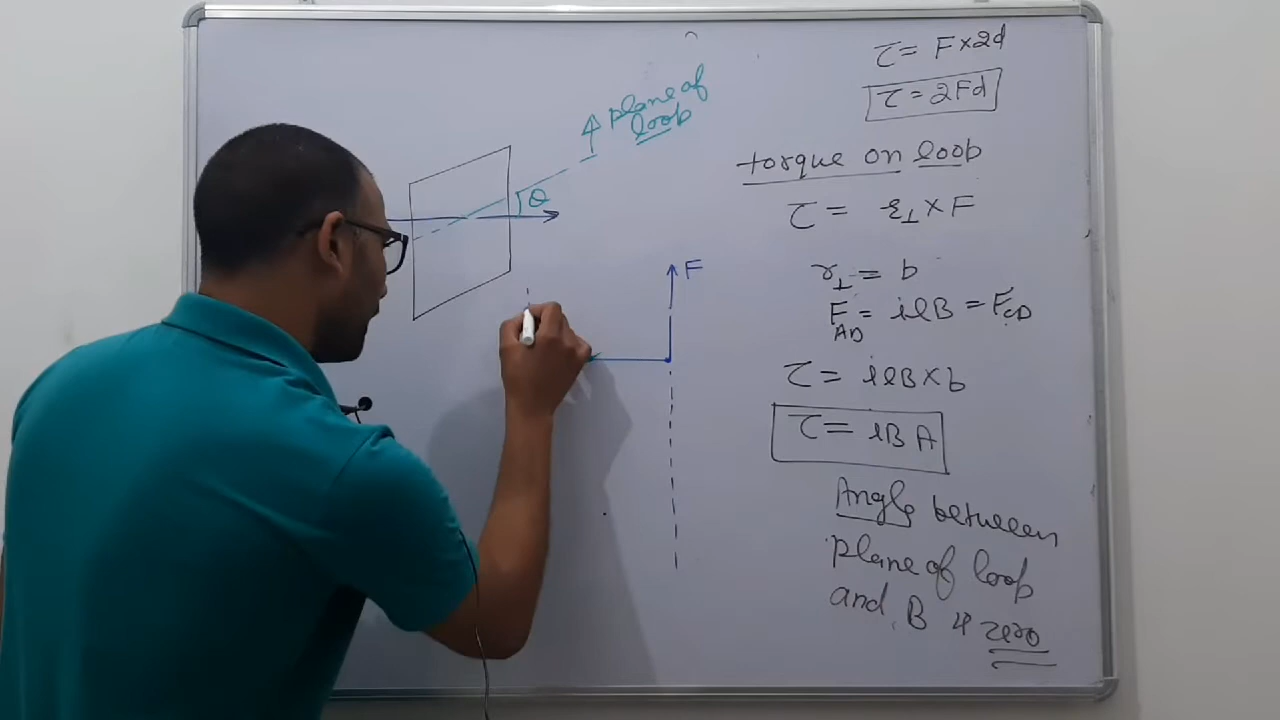 plane of
loop
θ
F
τ = F×2d
τ = 2Fd
torque on loop
τ = r⊥ × F
r⊥ = b
F = ilB = F_CD
AD
τ = ilB×b
τ = iBA
Angle between
plane of loop
and B is zero